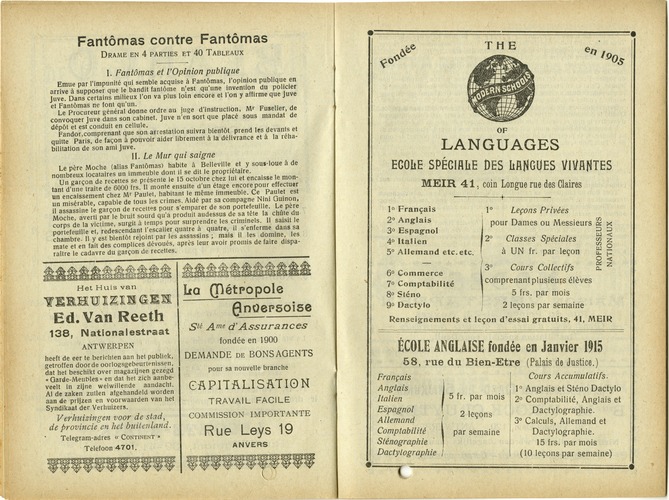 Fantômas contre Fantômas
DRAME EN 4 PARTIES ET 40 TABLEAUX
I. Fantômas et l'Opinion publique
Emue par l'impunité qui semble acquise à Fantômas, l'opinion publique en
arrive à supposer que le bandit fantôme n'est qu'une invention du policier
Juve. Dans certains milieux l'on va plus loin encore et l'on y affirme que Juve
et Fantômas ne font qu'un.
Le Procureur général donne ordre au juge d'instruction, Mr Fuselier, de
convoquer Juve dans son cabinet. Juve n'en sort que placé sous mandat de
dépôt et est conduit en cellule.
Fandor, comprenant que son arrestation suivra bientôt prend les devants et
quitte Paris, de façon à pouvoir aider librement à la délivrance et à la réha-
bilitation de son ami Juve.
II. Le Mur qui saigne
Le père Moche (alias Fantômas) habite à Belleville et y sous-loue à de
nombreux locataires un immeuble dont il se dit le propriétaire.
Un garçon de recettes se présente le 15 octobre chez lui et encaisse le mon-
tant d'une traite de 6000 frs. Il monte ensuite d'un étage encore pour effectuer
un encaissement chez Mr Paulet, habitant le même immeuble. Ce Paulet est
un misérable, capable de tous les crimes. Aidé par sa compagne Nini Guinon,
il assassine le garçon de recettes pour s'emparer de son portefeuille. Le père
Moche, averti par le bruit sourd qu'a produit audessus de sa tête la chûte du
corps de la victime, surgit à temps pour surprendre les criminels. Il saisit le
portefeuille et, redescendant l'escalier quatre à quatre, il s'enferme dans sa
chambre. Il y est bientôt rejoint par les assassins; mais il les domine, les
mate et en fait des complices dévoués, après leur avoir promis de faire dispa-
raître le cadavre du garçon de recettes.
Het Huis van
VERHUIZINGEN
Ed. Van Reeth
138, Nationalestraat
ANTWERPEN
heeft de eer te berichten aan het publiek,
getroffen door de oorlogsgebeurtenissen,
dat het beschikt over magazijnen gezegd
« Garde-Meubles » en dat het zich aanbe-
veelt in zijne welwillende aandacht.
Al de zaken zullen afgehandeld worden
aan de prijzen en voorwaarden van het
Syndikaat der Verhuizers.
Verhuizingen voor de stad,
de provincie en het buitenland.
Telegram-adres « CONTINENT »
Telefoon 4701.
La Métropole
Anversoise
Sté Ame d'Assurances
fondée en 1900
DEMANDE DE BONS AGENTS
pour sa nouvelle branche
CAPITALISATION
TRAVAIL FACILE
COMMISSION IMPORTANTE
Rue Leys 19
ANVERS
Fondée
THE
en 1905
MODERN SCHOOLS
OF
LANGUAGES
ECOLE SPÉCIALE DES LANGUES VIVANTES
MEIR 41, coin Longue rue des Claires
1o Français
2o Anglais
3o Espagnol
4o Italien
5o Allemand etc. etc.
6o Commerce
7o Comptabilité
8o Sténo
9o Dactylo
1o Leçons Privées
pour Dames ou Messieurs
2o Classes Spéciales
à UN fr. par leçon
3o Cours Collectifs
comprenant plusieurs élèves
5 frs. par mois
2 leçons par semaine
PROFESSEURS
NATIONAUX
Renseignements et leçon d'essai gratuits, 41, MEIR
ÉCOLE ANGLAISE fondée en Janvier 1915
58, rue du Bien-Etre (Palais de Justice.)
Français
Anglais
Italien
Espagnol
Allemand
Comptabilité
Sténographie
Dactylographie
5 fr. par mois
2 leçons
par semaine
Cours Accumulatifs.
1o Anglais et Sténo Dactylo
2o Comptabilité, Anglais et
Dactylographie.
3o Calculs, Allemand et
Dactylographie.
15 frs. par mois
(10 leçons par semaine)